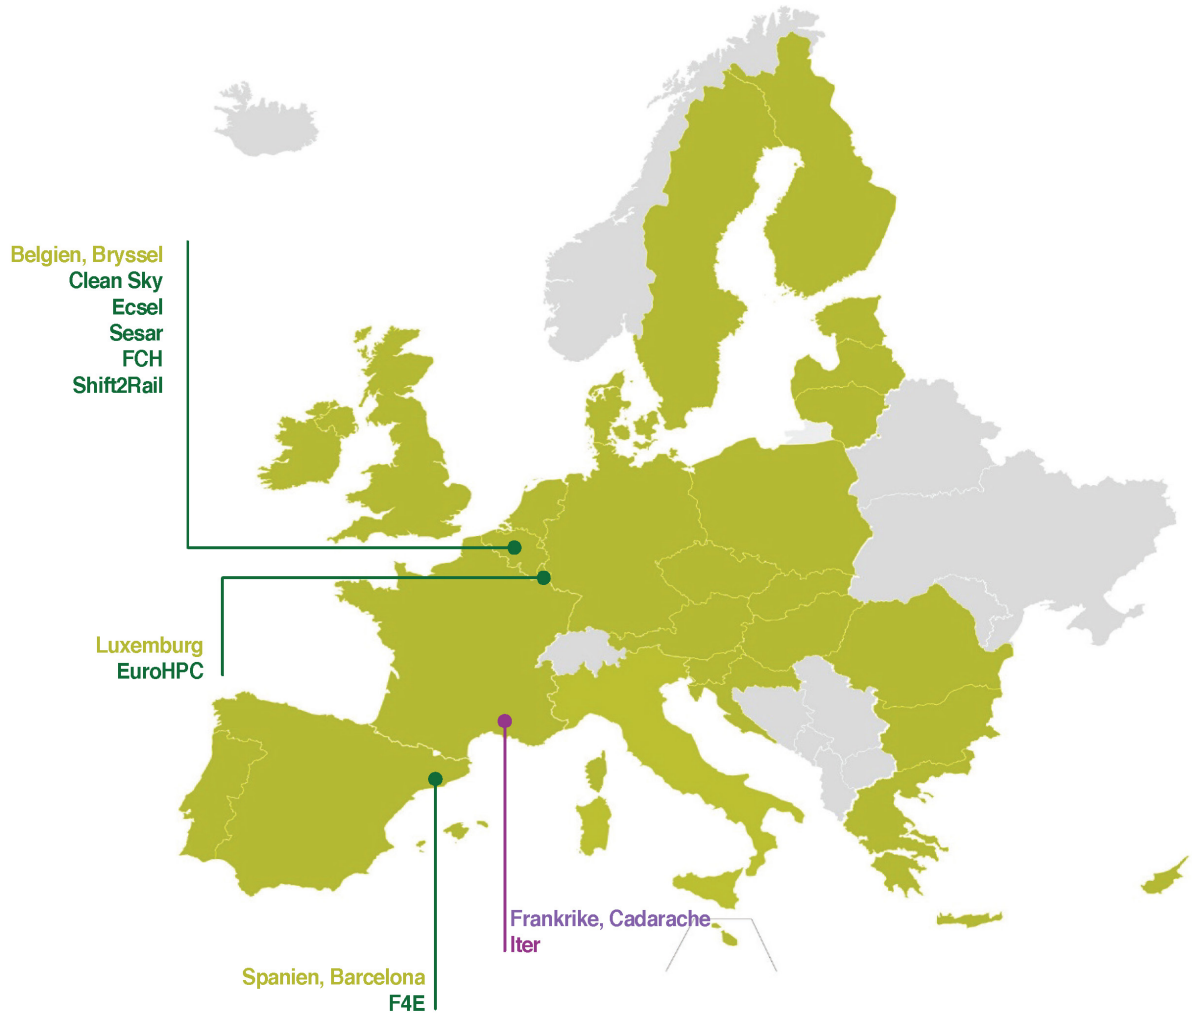 Belgien, Bryssel
Clean Sky
Ecsel
Sesar
FCH
Shift2Rail
Luxemburg
EuroHPC
Frankrike, Cadarache
Iter
Spanien, Barcelona
F4E